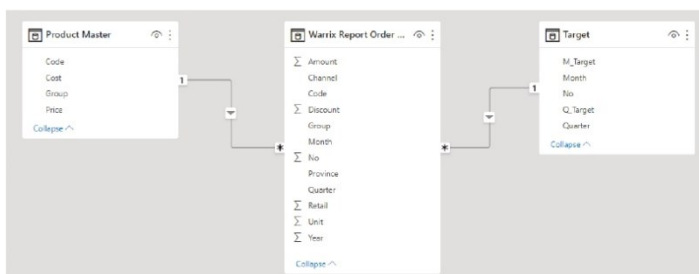 Product Master
Code
Cost
Group
Price
Collapse
1
*
Warrix Report Order ...
Σ Amount
Channel
Code
Σ Discount
Group
Month
Σ No
Province
Quarter
Σ Retail
Σ Unit
Σ Year
Collapse
*
1
Target
M_Target
Month
No
Q_Target
Quarter
Collapse